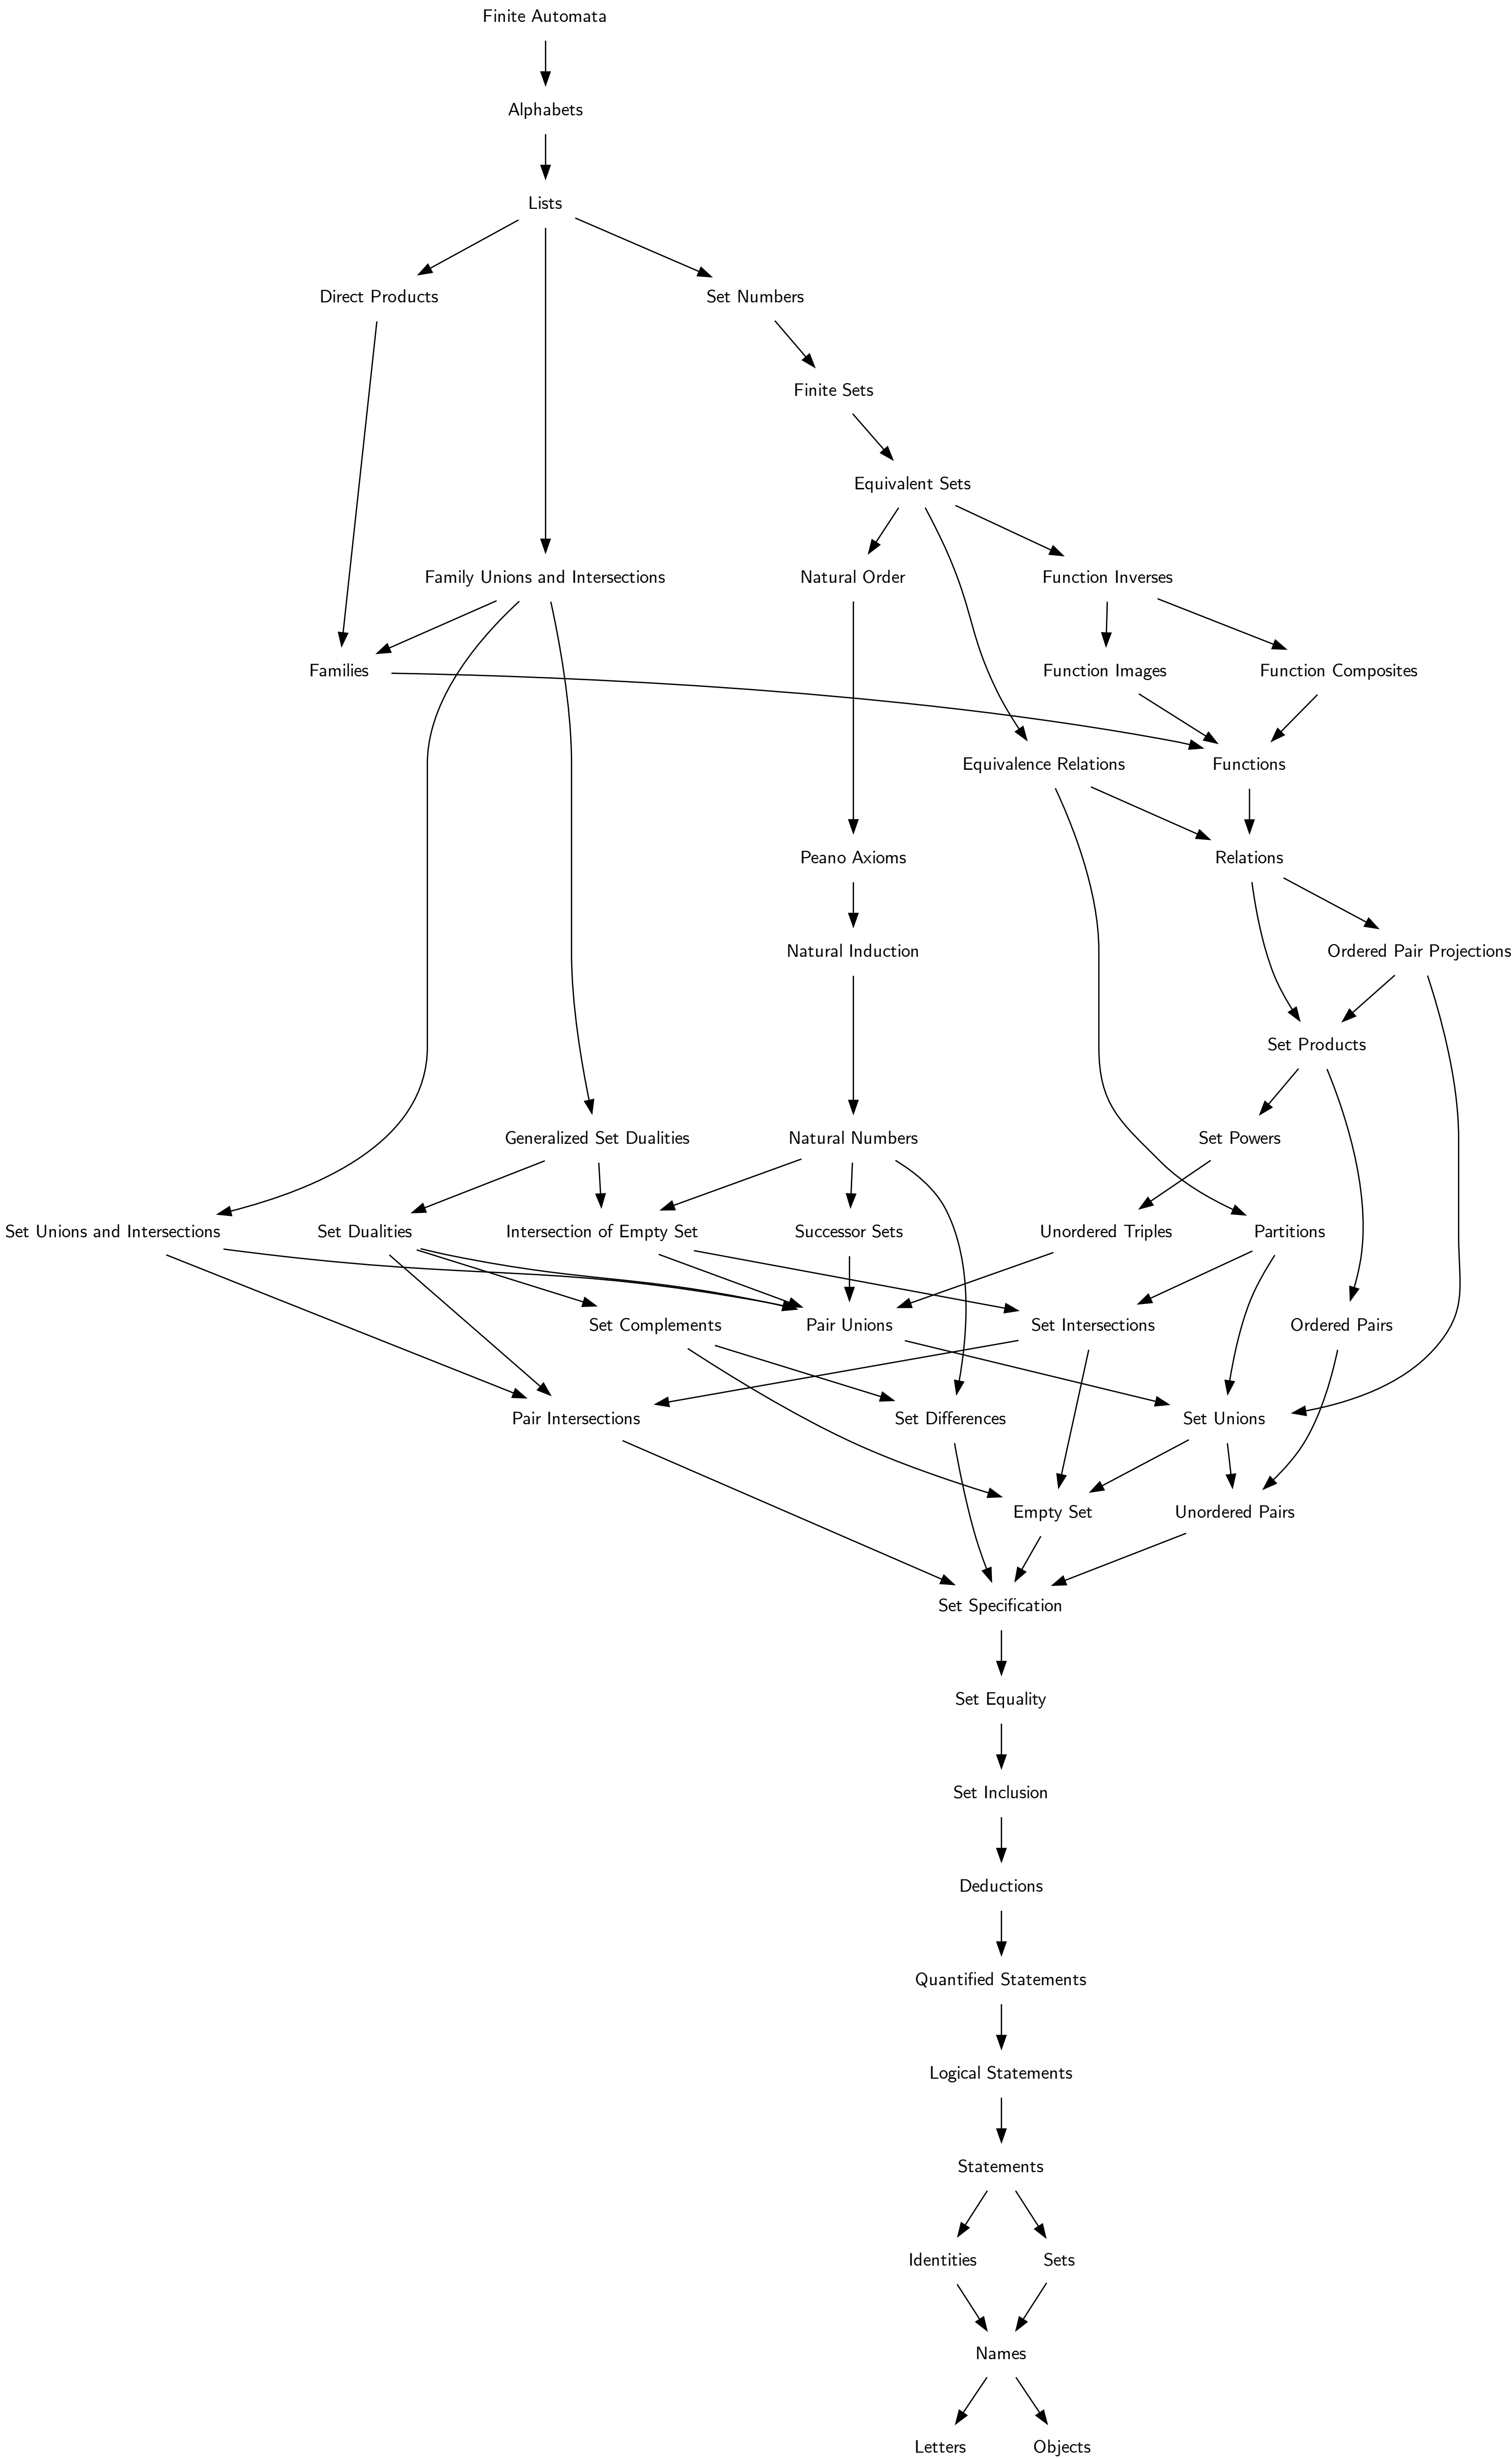 Finite Automata
Alphabets
Lists
Direct Products
Set Numbers
Finite Sets
Equivalent Sets
Family Unions and Intersections
Natural Order
Function Inverses
Families
Function Images
Function Composites
Equivalence Relations
Functions
Peano Axioms
Relations
Natural Induction
Ordered Pair Projections
Set Products
Generalized Set Dualities
Natural Numbers
Set Powers
Set Unions and Intersections
Set Dualities
Intersection of Empty Set
Successor Sets
Unordered Triples
Partitions
Set Complements
Pair Unions
Set Intersections
Ordered Pairs
Pair Intersections
Set Differences
Set Unions
Empty Set
Unordered Pairs
Set Specification
Set Equality
Set Inclusion
Deductions
Quantified Statements
Logical Statements
Statements
Identities
Sets
Names
Letters
Objects